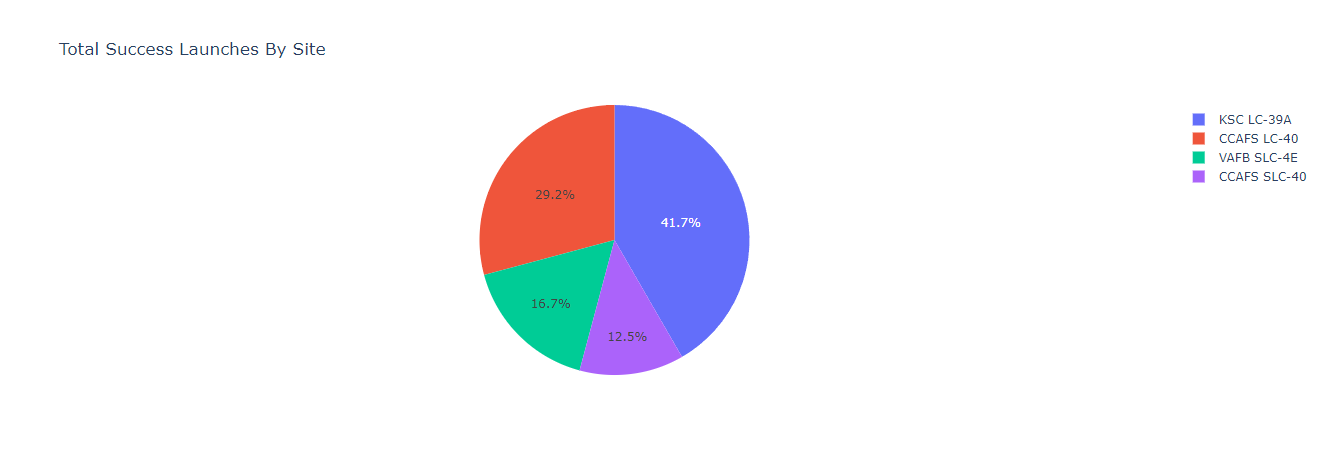 Total Success Launches By Site
KSC LC-39A
CCAFS LC-40
VAFB SLC-4E
CCAFS SLC-40
29.2%
41.7%
16.7%
12.5%